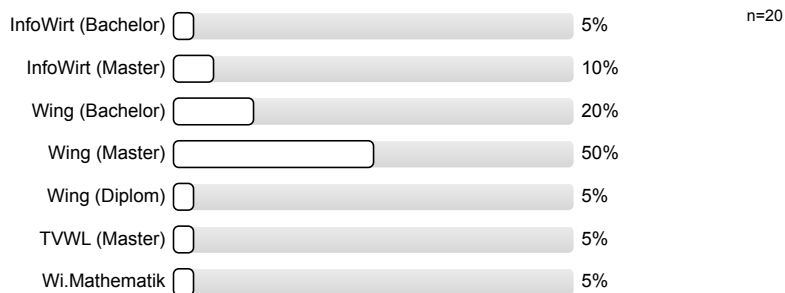 InfoWirt (Bachelor) 5% n=20
InfoWirt (Master) 10%
Wing (Bachelor) 20%
Wing (Master) 50%
Wing (Diplom) 5%
TVWL (Master) 5%
Wi.Mathematik 5%